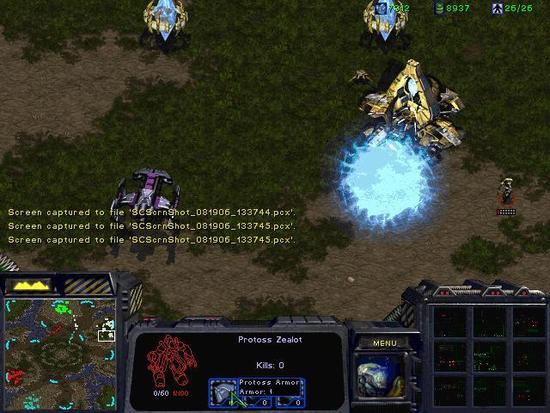 8937 26/26
Screen captured to file 'SCScrnShot_081906_133744.pcx'.
Screen captured to file 'SCScrnShot_081906_133745.pcx'.
Screen captured to file 'SCScrnShot_081906_133745.pcx'.
Protoss Zealot
MENU
Kills: 0
Protoss Armor
Armor: 1
0/60
0 0